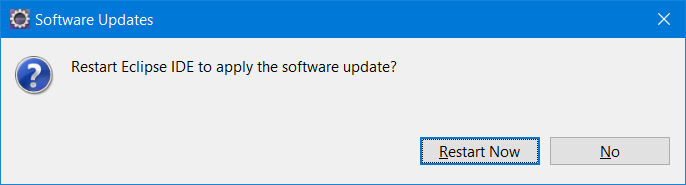 Software Updates
Restart Eclipse IDE to apply the software update?
Restart Now
No